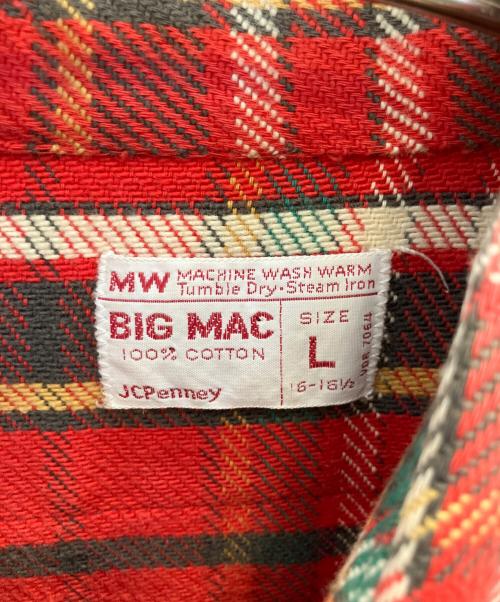 MW MACHINE WASH WARM
Tumble Dry·Steam Iron
BIG MAC
100% COTTON
JCPenney
SIZE
L
16-16½